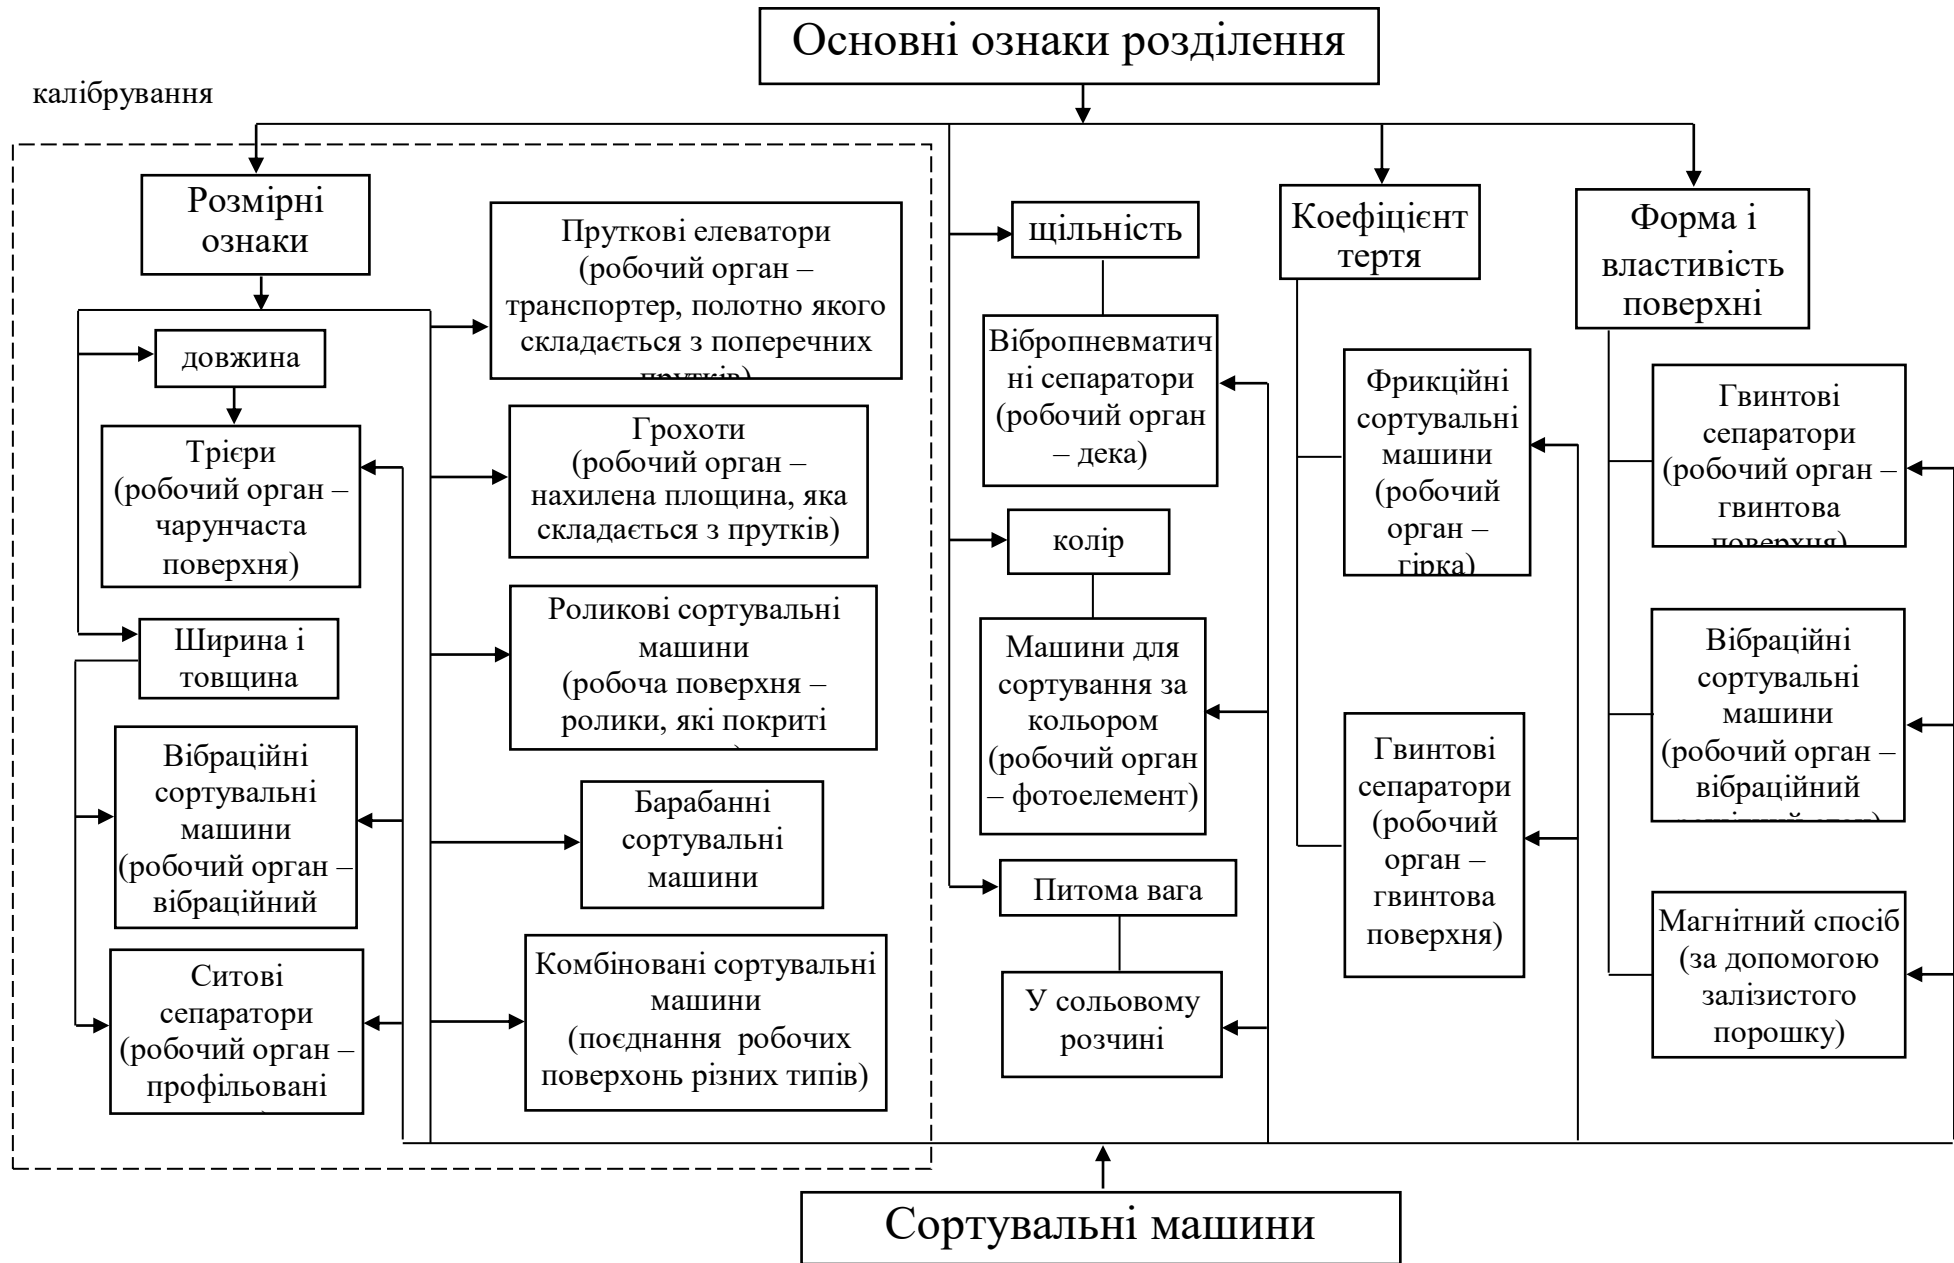 Основні ознаки розділення
калібрування
Розмірні
ознаки
довжина
Трієри
(робочий орган –
чарунчаста
поверхня)
Ширина і
товщина
Вібраційні
сортувальні
машини
(робочий орган –
вібраційний
Ситові
сепаратори
(робочий орган –
профільовані
Пруткові елеватори
(робочий орган –
транспортер, полотно якого
складається з поперечних
прутків)
Грохоти
(робочий орган –
нахилена площина, яка
складається з прутків)
Роликові сортувальні
машини
(робоча поверхня –
ролики, які покриті
Барабанні
сортувальні
машини
Комбіновані сортувальні
машини
(поєднання робочих
поверхонь різних типів)
щільність
Вібропневматич
ні сепаратори
(робочий орган
– дека)
колір
Машини для
сортування за
кольором
(робочий орган
– фотоелемент)
Питома вага
У сольовому
розчині
Коефіцієнт
тертя
Фрикційні
сортувальні
машини
(робочий
орган –
гірка)
Гвинтові
сепаратори
(робочий
орган –
гвинтова
поверхня)
Форма і
властивість
поверхні
Гвинтові
сепаратори
(робочий орган –
гвинтова
поверхня)
Вібраційні
сортувальні
машини
(робочий орган –
вібраційний
Магнітний спосіб
(за допомогою
залізистого
порошку)
Сортувальні машини